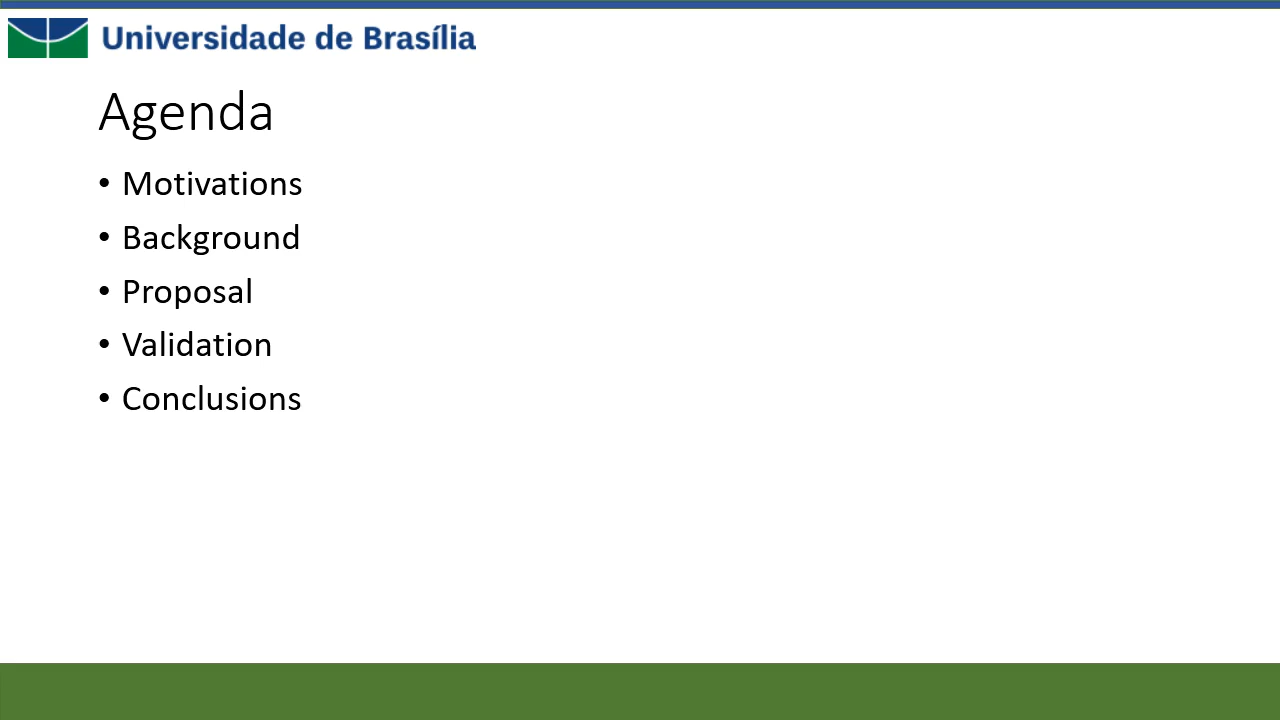 Universidade de Brasília
Agenda
• Motivations
• Background
• Proposal
• Validation
• Conclusions